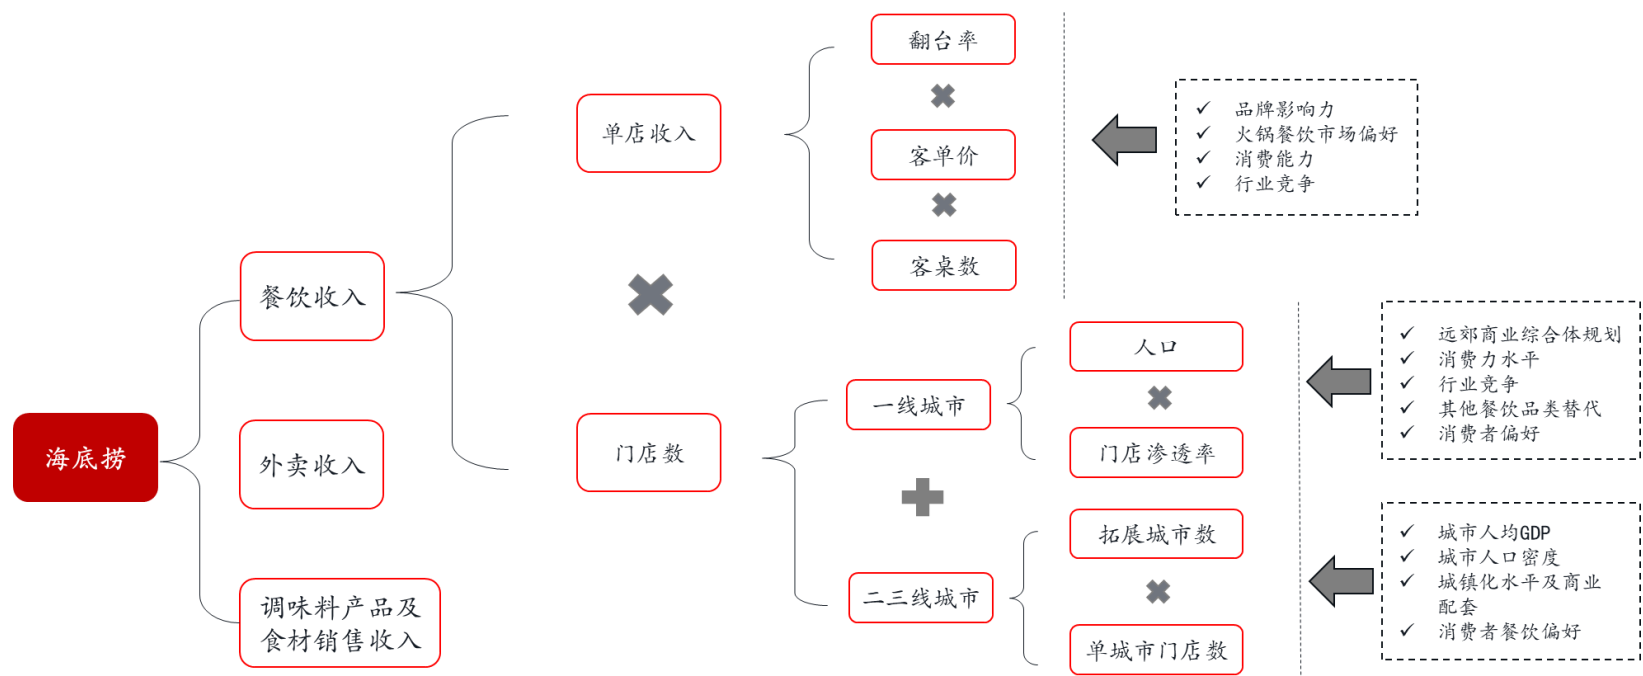 海底捞
餐饮收入
外卖收入
调味料产品及
食材销售收入
单店收入
门店数
翻台率
客单价
客桌数
一线城市
二三线城市
人口
门店渗透率
拓展城市数
单城市门店数
品牌影响力
火锅餐饮市场偏好
消费能力
行业竞争
远郊商业综合体规划
消费力水平
行业竞争
其他餐饮品类替代
消费者偏好
城市人均GDP
城市人口密度
城镇化水平及商业
配套
消费者餐饮偏好